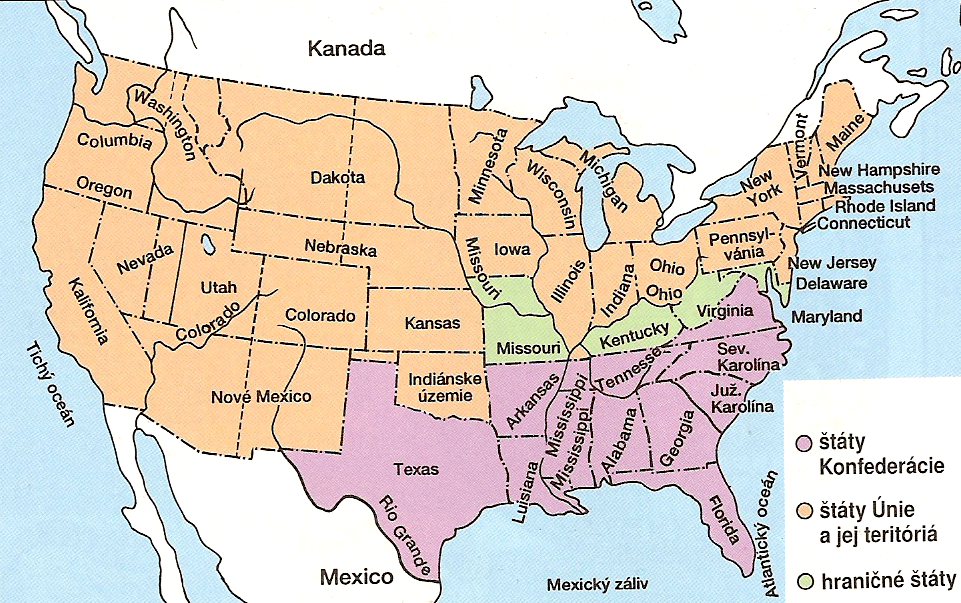 Kanada
Washington
Columbia
Oregon
Dakota
Minnesota
Wisconsin
Michigan
Vermont
Maine
New
York
New Hampshire
Massachusets
Rhode Island
Connecticut
Nevada
Nebraska
Iowa
Missouri
Illinois
Indiana
Ohio
Ohio
Pennsyl-
vánia
New Jersey
Delaware
Maryland
Kalifornia
Utah
Colorado
Colorado
Kansas
Missouri
Kentucky
Virginia
Tichý oceán
Nové Mexico
Indiánske
územie
Arkansas
Tennesse
Sev.
Karolína
Juž.
Karolína
Texas
Luisiana
Mississippi
Mississippi
Alabama
Georgia
Florida
Rio Grande
Mexico
Mexický záliv
Atlantický oceán
štáty
Konfederácie
štáty Únie
a jej teritóriá
hraničné štáty